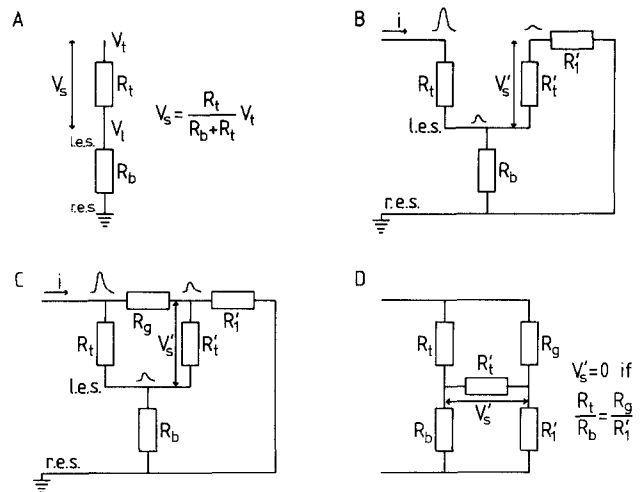 A
V_t
V_s
R_t
V_l
l.e.s.
R_b
r.e.s.
V_s = R_t / (R_b+R_t) V_t
B
i
R_t
V_s'
R_t'
R_1'
l.e.s.
R_b
r.e.s.
C
i
R_g
R_1'
R_t
V_s'
R_t'
l.e.s.
R_b
r.e.s.
D
R_t
R_g
R_t'
V_s'
R_b
R_1'
V_s'=0 if
R_t / R_b = R_g / R_1'